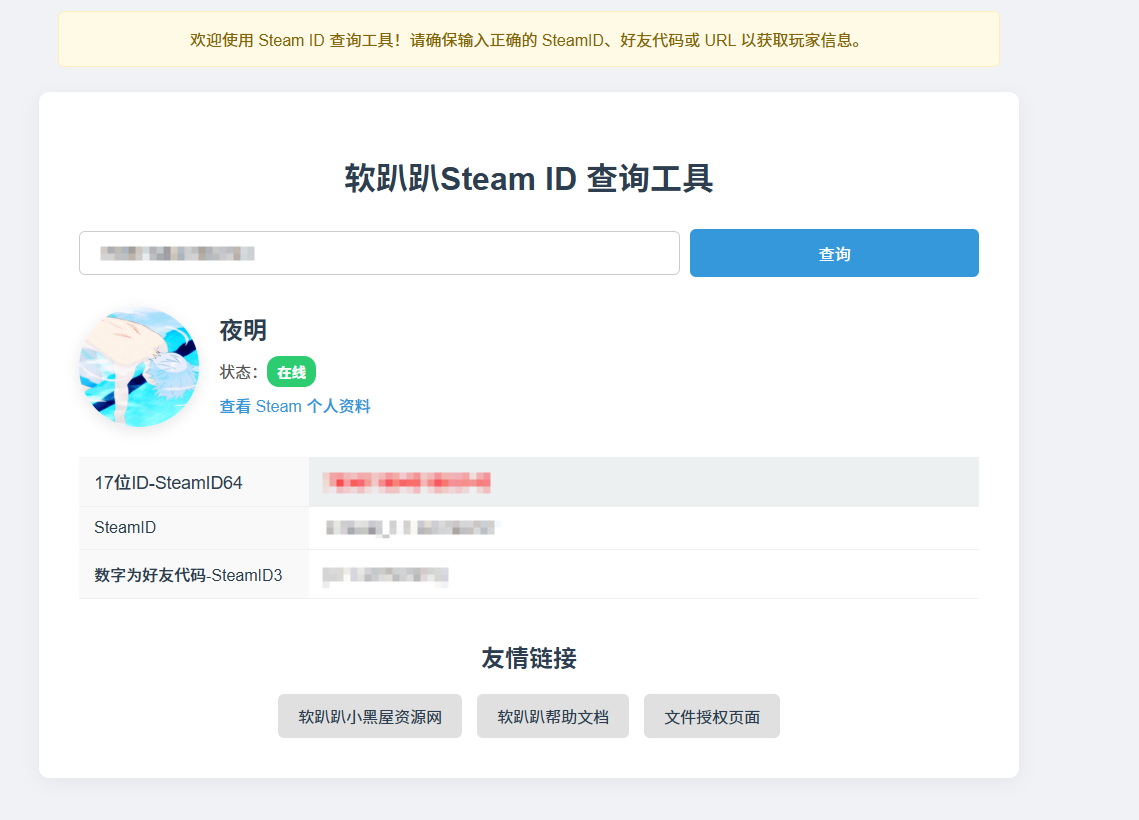 欢迎使用 Steam ID 查询工具！请确保输入正确的 SteamID、好友代码或 URL 以获取玩家信息。
软趴趴Steam ID 查询工具
查询
夜明
状态：在线
查看 Steam 个人资料
17位ID-SteamID64
SteamID
数字为好友代码-SteamID3
友情链接
软趴趴小黑屋资源网 软趴趴帮助文档 文件授权页面